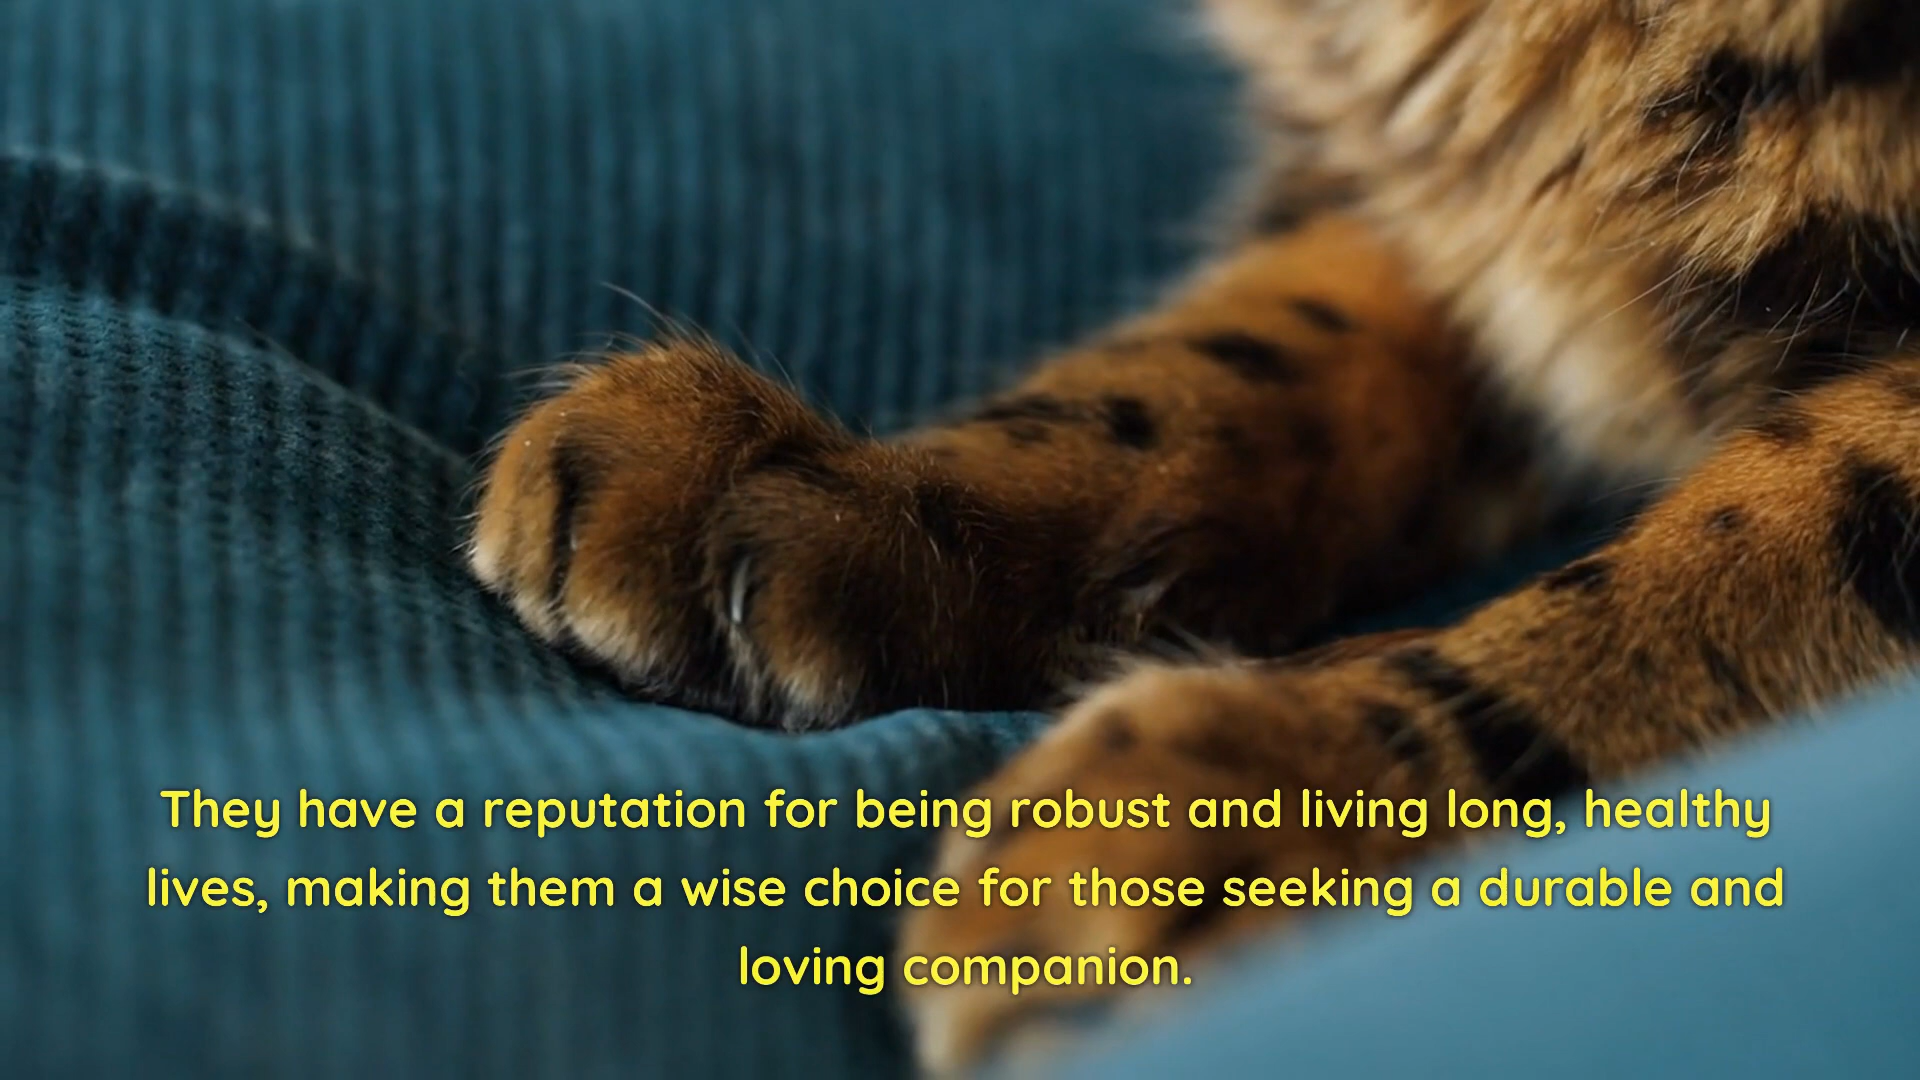 They have a reputation for being robust and living long, healthy
lives, making them a wise choice for those seeking a durable and
loving companion.